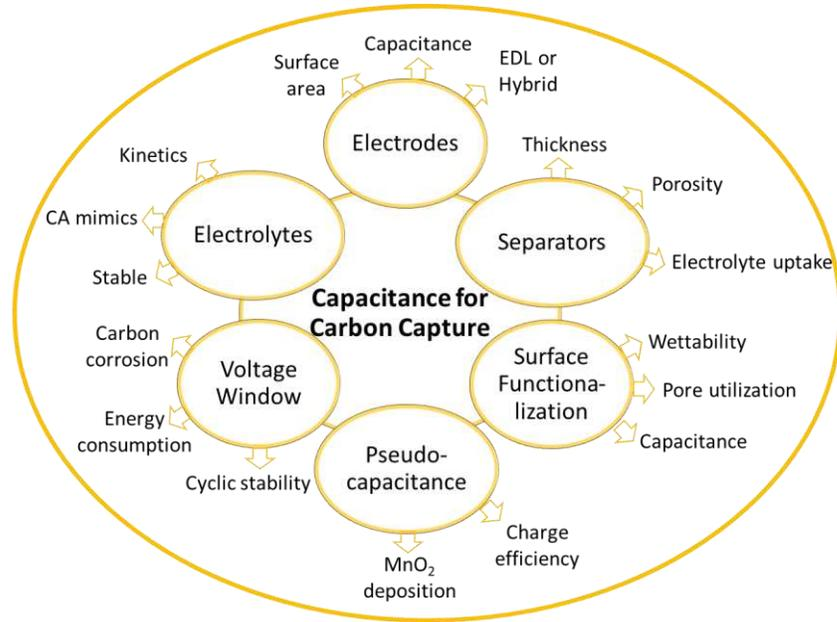 Capacitance
Surface
area
EDL or
Hybrid
Electrodes
Thickness
Porosity
Electrolyte uptake
Separators
Kinetics
CA mimics
Stable
Electrolytes
Capacitance for
Carbon Capture
Carbon
corrosion
Energy
consumption
Cyclic stability
Voltage
Window
Wettability
Pore utilization
Capacitance
Surface
Functiona-
lization
Pseudo-
capacitance
Charge
efficiency
MnO₂
deposition